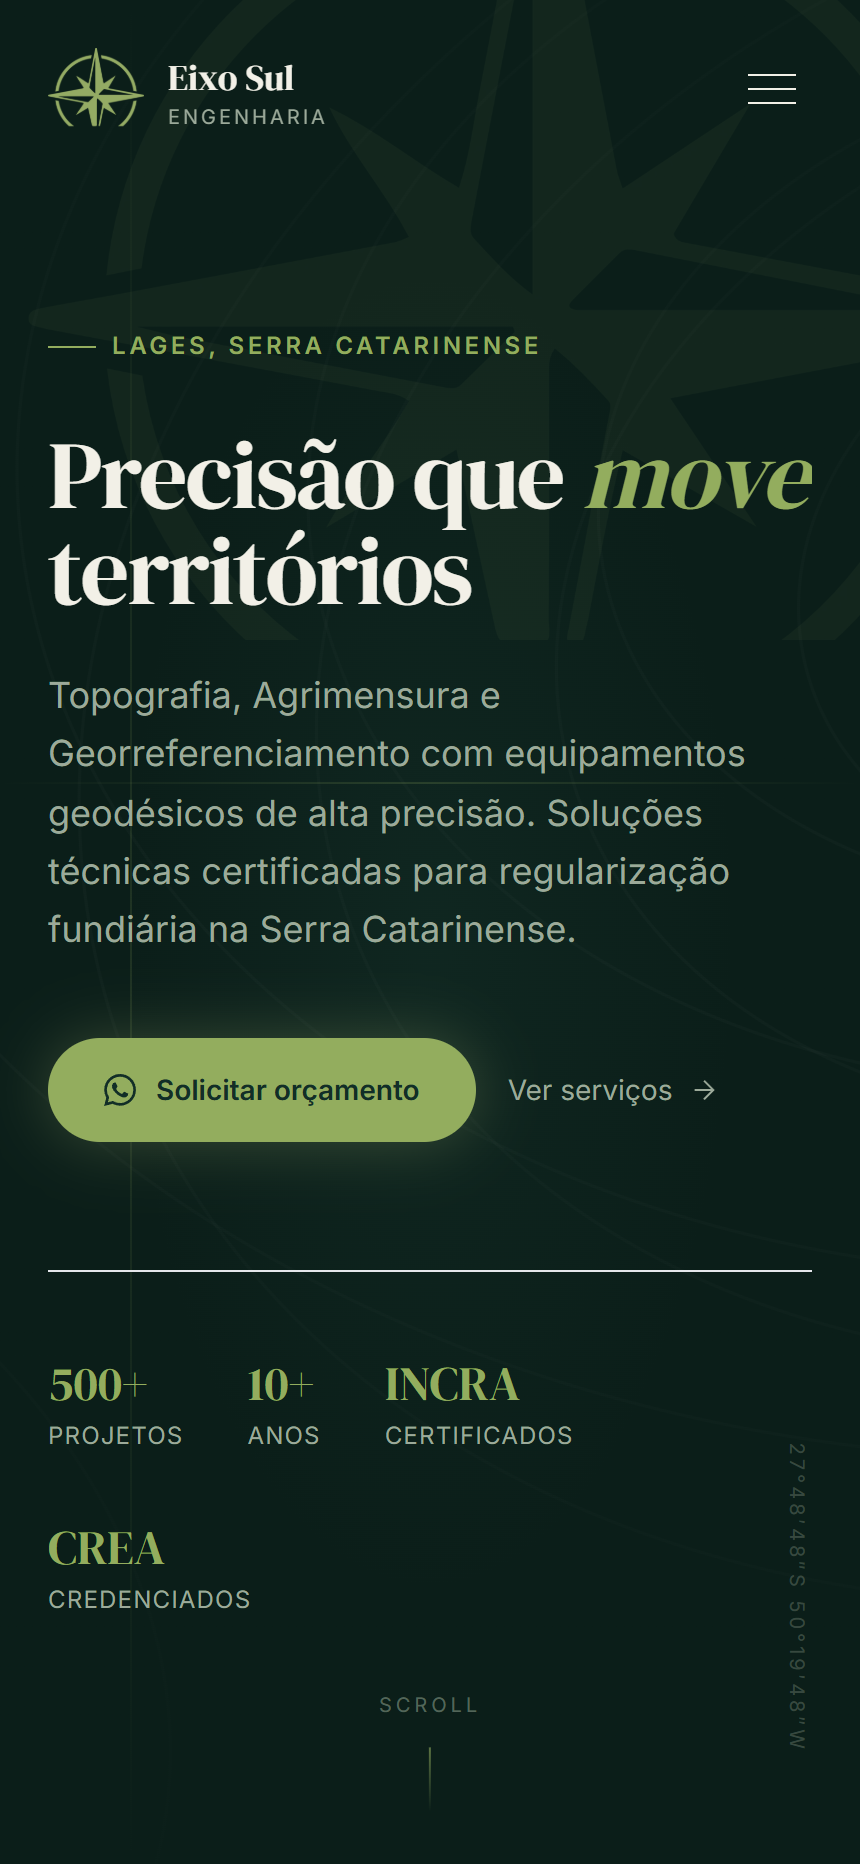 Eixo Sul
ENGENHARIA
LAGES, SERRA CATARINENSE
Precisão que move
territórios
Topografia, Agrimensura e
Georreferenciamento com equipamentos
geodésicos de alta precisão. Soluções
técnicas certificadas para regularização
fundiária na Serra Catarinense.
Solicitar orçamento
Ver serviços →
500+
PROJETOS
10+
ANOS
INCRA
CERTIFICADOS
CREA
CREDENCIADOS
27°48'48"S 50°19'48"W
SCROLL